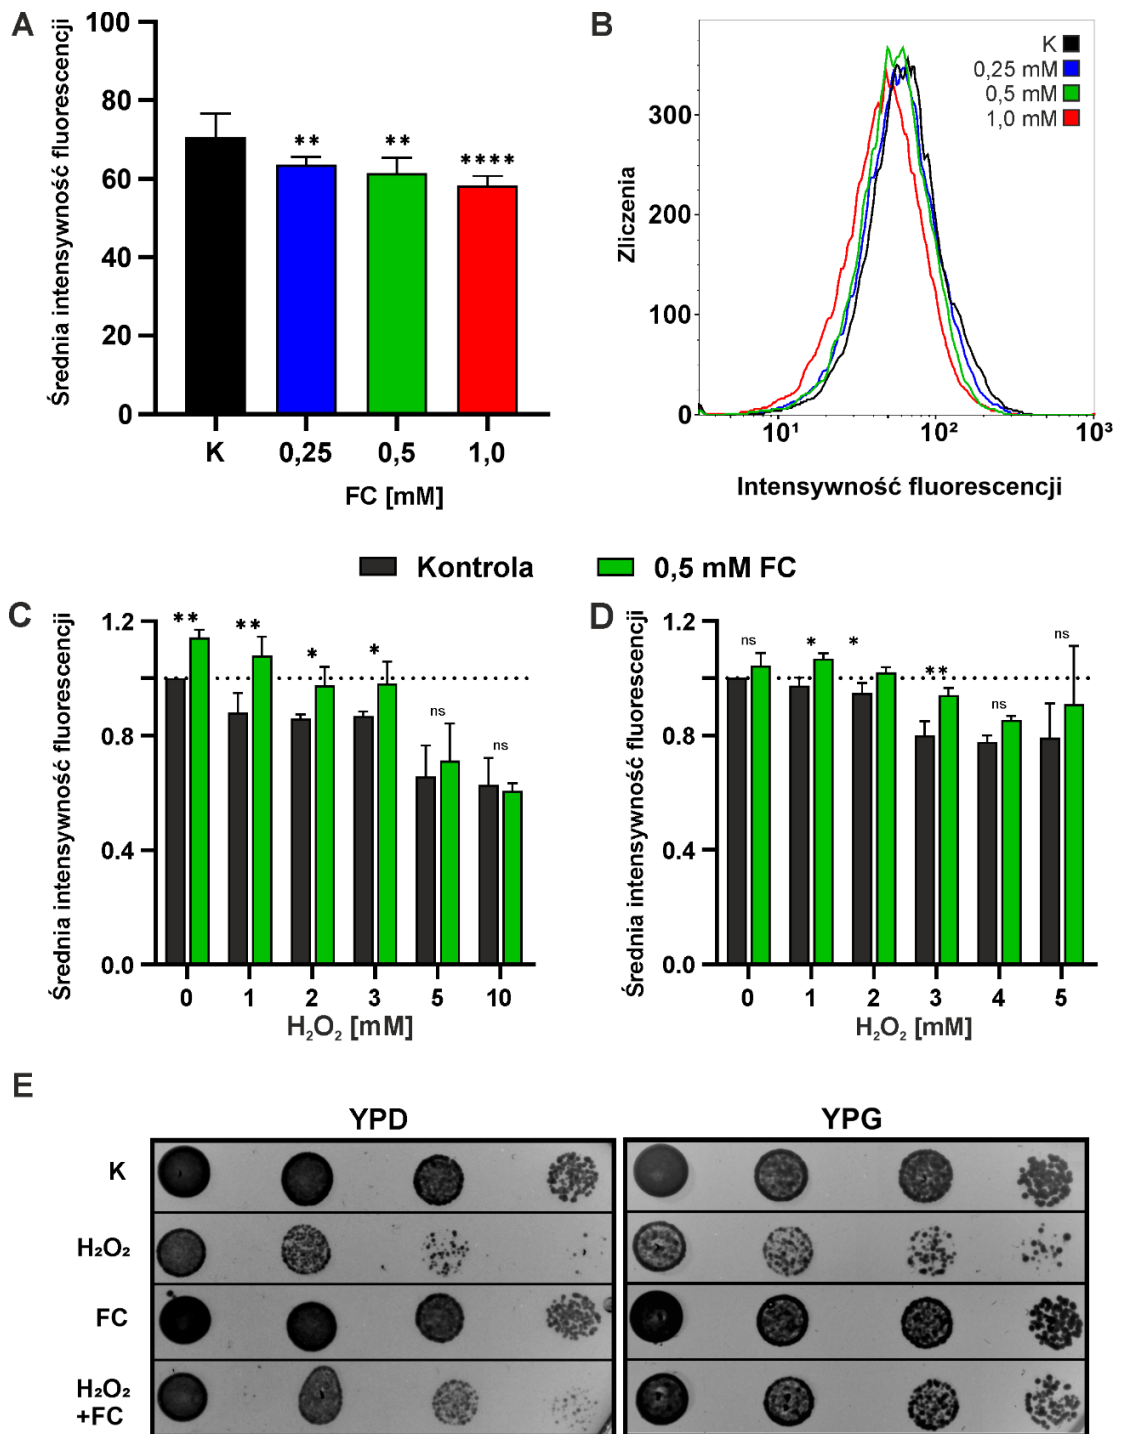 A
Średnia intensywność fluorescencji
100
80
60
40
20
0
**
**
****
K
0,25
0,5
1,0
FC [mM]
B
Zliczenia
300
200
100
0
K
0,25 mM
0,5 mM
1,0 mM
10¹
10²
10³
Intensywność fluorescencji
Kontrola
0,5 mM FC
C
Średnia intensywność fluorescencji
1.2
0.8
0.4
0.0
**
**
*
*
ns
ns
0
1
2
3
5
10
H₂O₂ [mM]
D
Średnia intensywność fluorescencji
1.2
0.8
0.4
0.0
ns
*
*
**
ns
ns
0
1
2
3
4
5
H₂O₂ [mM]
E
YPD
YPG
K
H₂O₂
FC
H₂O₂
+FC